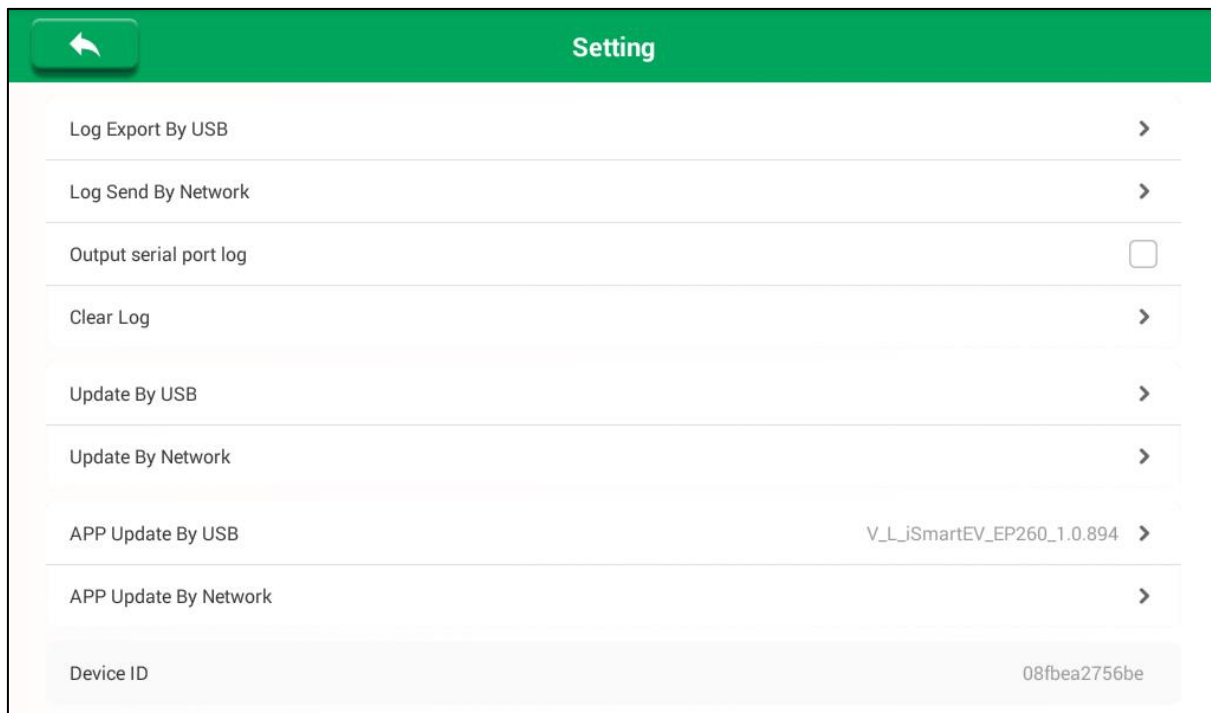 Setting
Log Export By USB
Log Send By Network
Output serial port log
Clear Log
Update By USB
Update By Network
APP Update By USB V_L_iSmartEV_EP260_1.0.894
APP Update By Network
Device ID 08fbea2756be